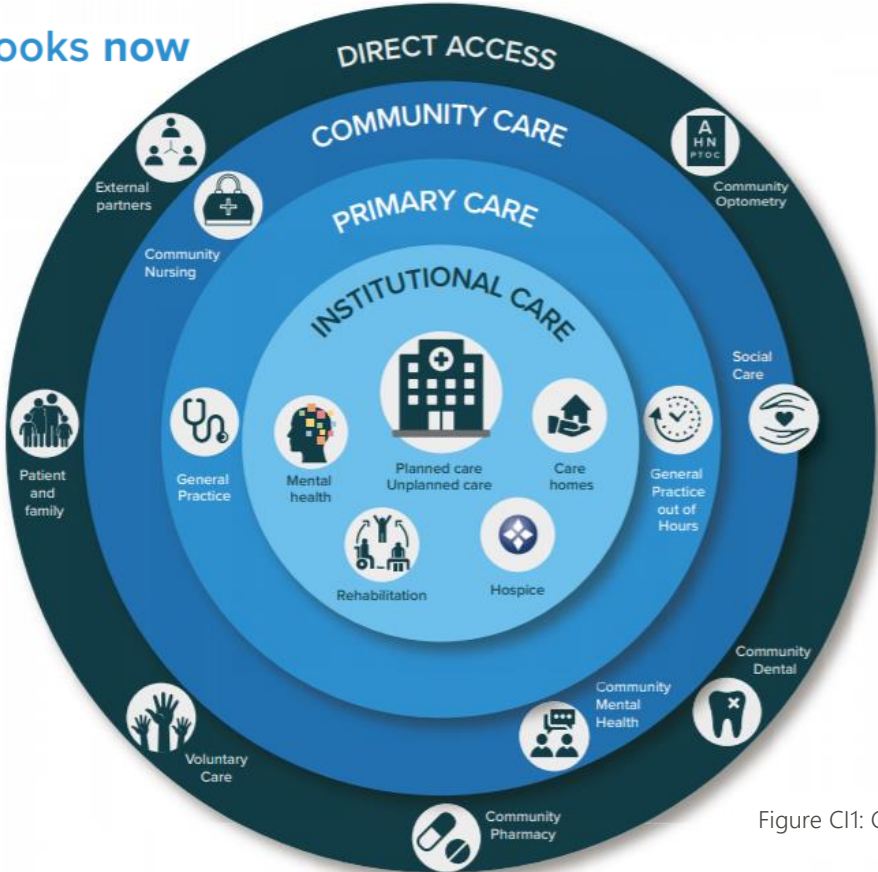 ooks now
DIRECT ACCESS
COMMUNITY CARE
PRIMARY CARE
INSTITUTIONAL CARE
A
HN
PTOC
External
partners
Community
Optometry
Community
Nursing
Social
Care
Patient
and
family
General
Practice
Mental
health
Planned care
Unplanned care
Care
homes
General
Practice
out of
Hours
Rehabilitation
Hospice
Community
Dental
Community
Mental
Health
Voluntary
Care
Community
Pharmacy
Figure CI1: C